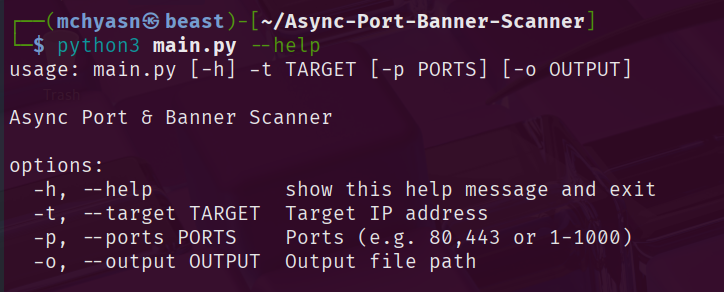 ┌──(mchyasn㉿beast)-[~/Async-Port-Banner-Scanner]
└─$ python3 main.py --help
usage: main.py [-h] -t TARGET [-p PORTS] [-o OUTPUT]
Trash
Async Port & Banner Scanner
options:
-h, --help show this help message and exit
-t, --target TARGET Target IP address
-p, --ports PORTS Ports (e.g. 80,443 or 1-1000)
-o, --output OUTPUT Output file path